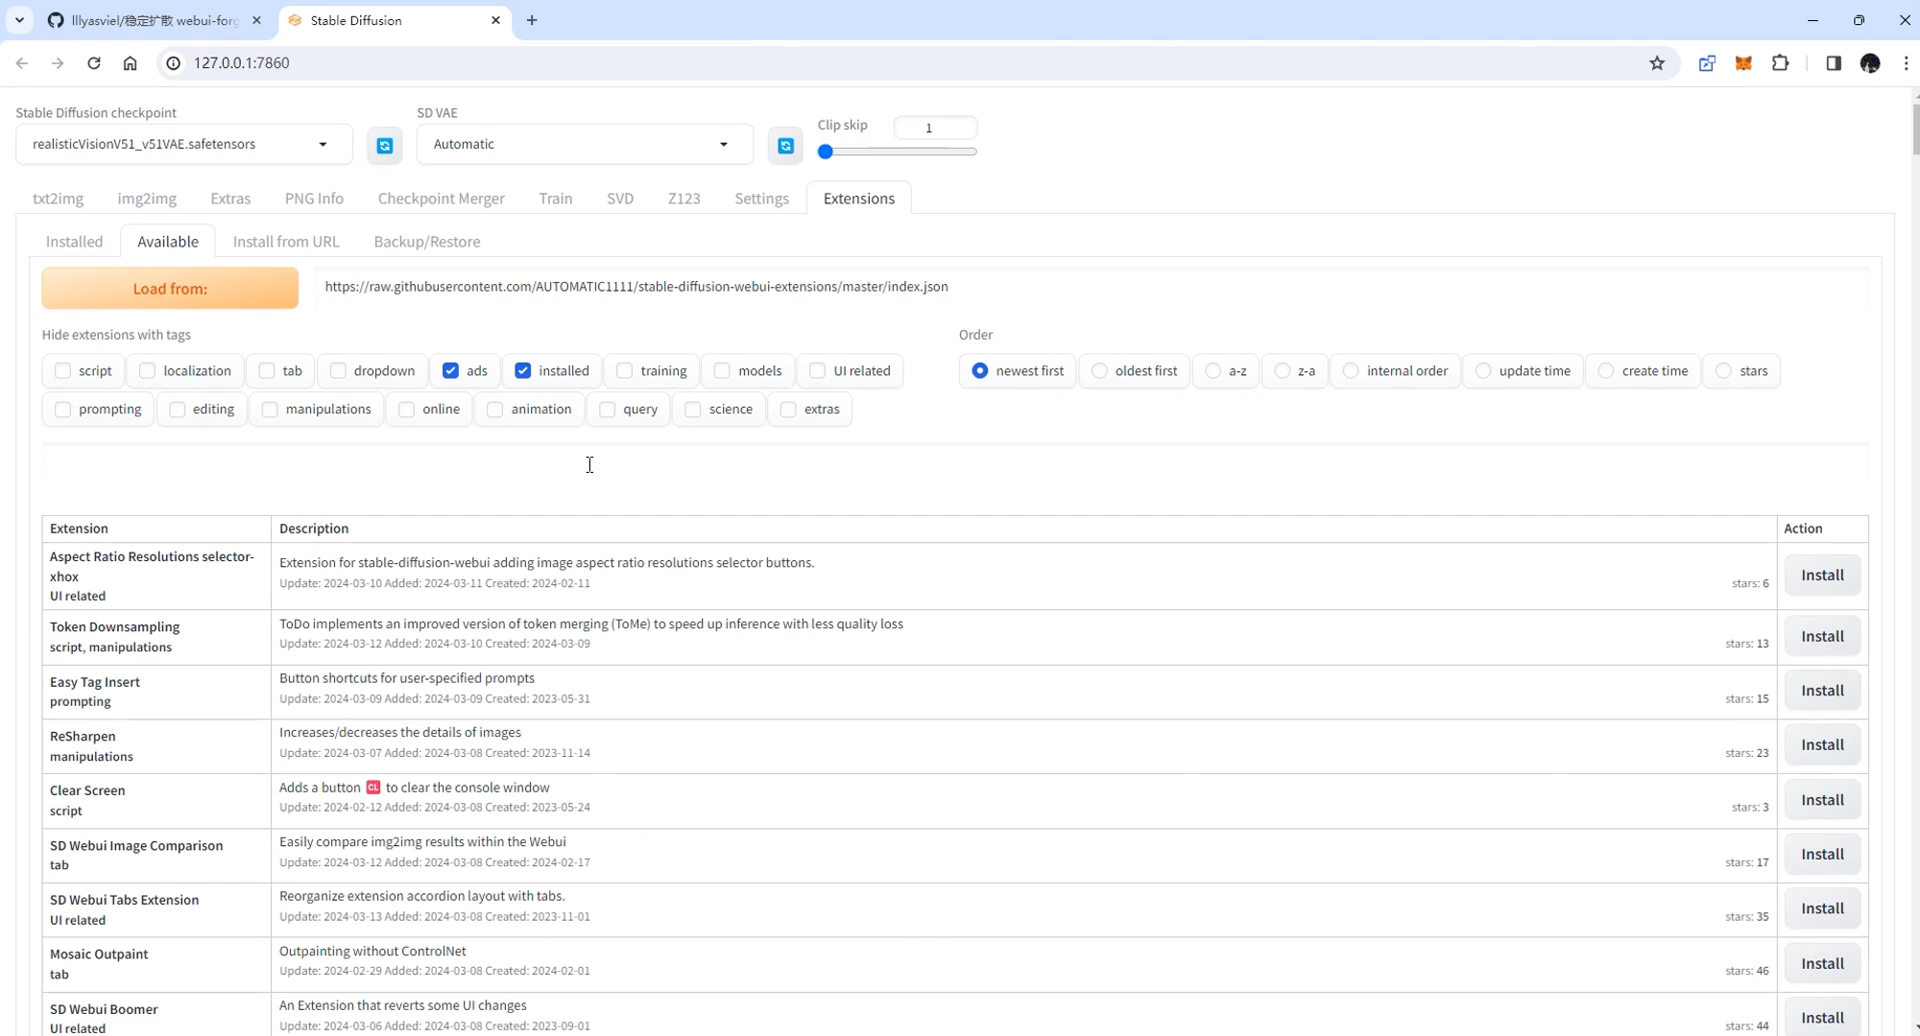 lllyasviel/稳定扩散 webui-forg
Stable Diffusion
127.0.0.1:7860
Stable Diffusion checkpoint
SD VAE
Clip skip
1
realisticVisionV51_v51VAE.safetensors
Automatic
txt2img img2img Extras PNG Info Checkpoint Merger Train SVD Z123 Settings Extensions
Installed Available Install from URL Backup/Restore
Load from:
https://raw.githubusercontent.com/AUTOMATIC1111/stable-diffusion-webui-extensions/master/index.json
Hide extensions with tags
Order
script localization tab dropdown ads installed training models UI related
newest first oldest first a-z z-a internal order update time create time stars
prompting editing manipulations online animation query science extras
Extension Description Action
Aspect Ratio Resolutions selector-
xhox
UI related
Extension for stable-diffusion-webui adding image aspect ratio resolutions selector buttons.
Update: 2024-03-10 Added: 2024-03-11 Created: 2024-02-11
stars: 6
Install
Token Downsampling
script, manipulations
ToDo implements an improved version of token merging (ToMe) to speed up inference with less quality loss
Update: 2024-03-12 Added: 2024-03-10 Created: 2024-03-09
stars: 13
Install
Easy Tag Insert
prompting
Button shortcuts for user-specified prompts
Update: 2024-03-09 Added: 2024-03-09 Created: 2023-05-31
stars: 15
Install
ReSharpen
manipulations
Increases/decreases the details of images
Update: 2024-03-07 Added: 2024-03-08 Created: 2023-11-14
stars: 23
Install
Clear Screen
script
Adds a button CL to clear the console window
Update: 2024-02-12 Added: 2024-03-08 Created: 2023-05-24
stars: 3
Install
SD Webui Image Comparison
tab
Easily compare img2img results within the Webui
Update: 2024-03-12 Added: 2024-03-08 Created: 2024-02-17
stars: 17
Install
SD Webui Tabs Extension
UI related
Reorganize extension accordion layout with tabs.
Update: 2024-03-13 Added: 2024-03-08 Created: 2023-11-01
stars: 35
Install
Mosaic Outpaint
tab
Outpainting without ControlNet
Update: 2024-02-29 Added: 2024-03-08 Created: 2024-02-01
stars: 46
Install
SD Webui Boomer
UI related
An Extension that reverts some UI changes
Update: 2024-03-06 Added: 2024-03-08 Created: 2023-09-01
stars: 44
Install